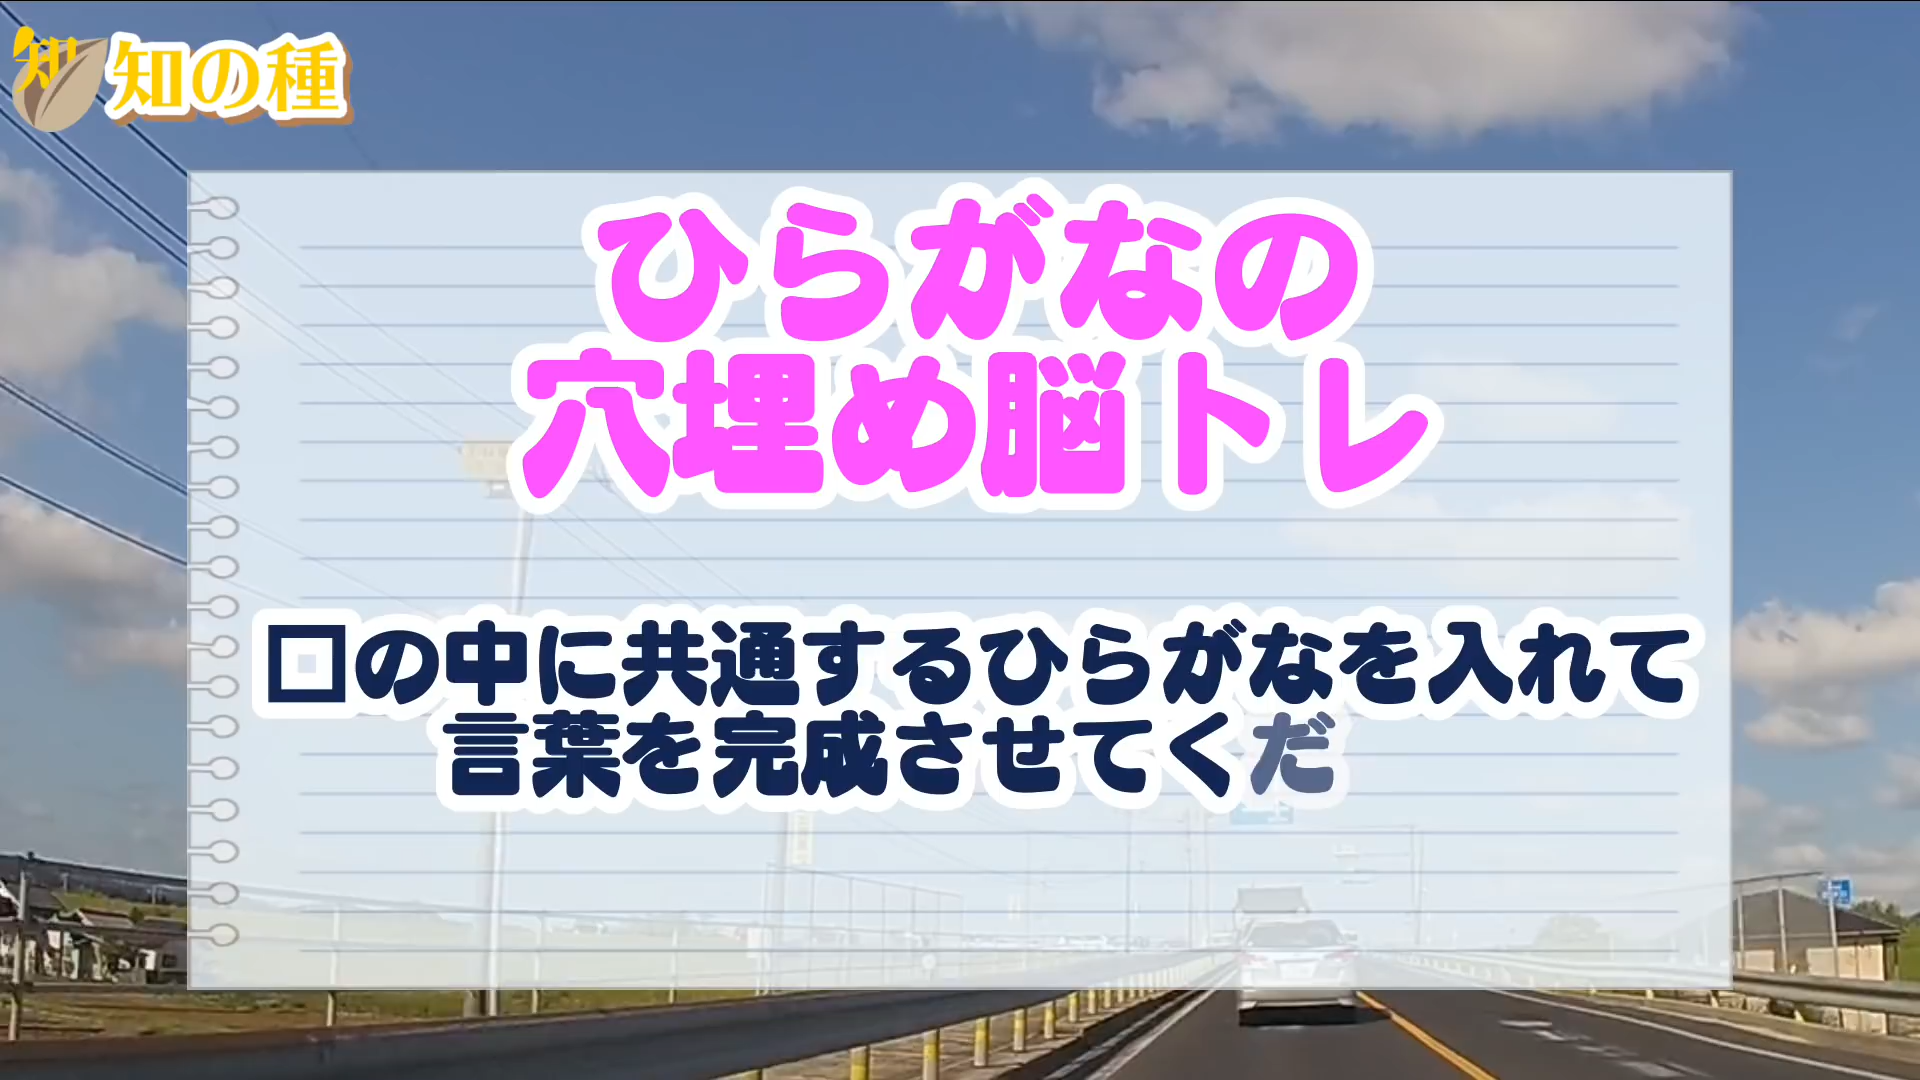 知 知の種
ひらがなの
穴埋め脳トレ
□の中に共通するひらがなを入れて
言葉を完成させてくだ